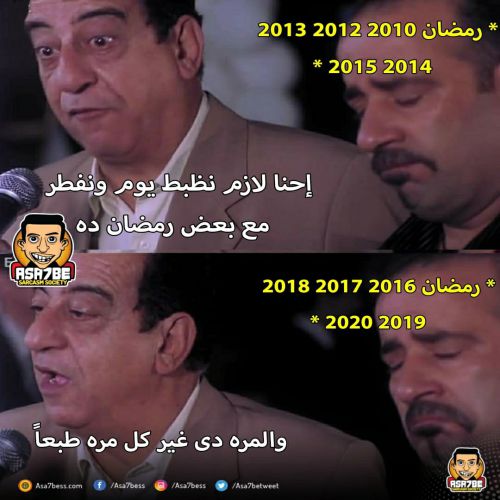 * رمضان 2010 2012 2013
2014 2015 *
إحنا لازم نظبط يوم ونفطر
مع بعض رمضان ده
ASA7BE
SARCASM SOCIETY
* رمضان 2016 2017 2018
2019 2020 *
والمره دى غير كل مره طبعاً
Asa7bess.com
/Asa7bess
/Asa7bess
/Asa7betweet
ASA7BE